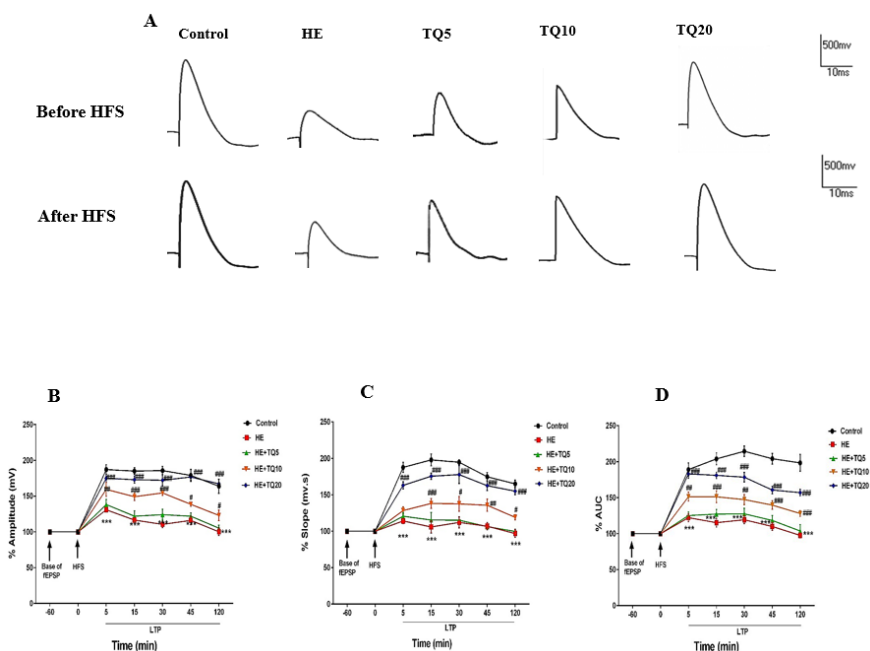 A
Control HE TQ5 TQ10 TQ20
500mv
10ms
Before HFS
500mv
10ms
After HFS
B
% Amplitude (mV)
250
200
150
100
50
0
Control
HE
HE+TQ5
HE+TQ10
HE+TQ20
###
###
###
###
###
##
###
###
#
#
***
***
***
***
***
Base of
fEPSP
HFS
-60 0 5 15 30 45 120
LTP
Time (min)
C
% Slope (mv.s)
250
200
150
100
50
0
Control
HE
HE+TQ5
HE+TQ10
HE+TQ20
###
###
###
###
###
###
#
##
#
***
***
***
***
***
Base of
fEPSP
HFS
-60 0 5 15 30 45 120
LTP
Time (min)
D
% AUC
250
200
150
100
50
0
Control
HE
HE+TQ5
HE+TQ10
HE+TQ20
###
###
###
###
###
##
###
##
###
###
***
***
***
***
***
Base of
fEPSP
HFS
-60 0 5 15 30 45 120
LTP
Time (min)